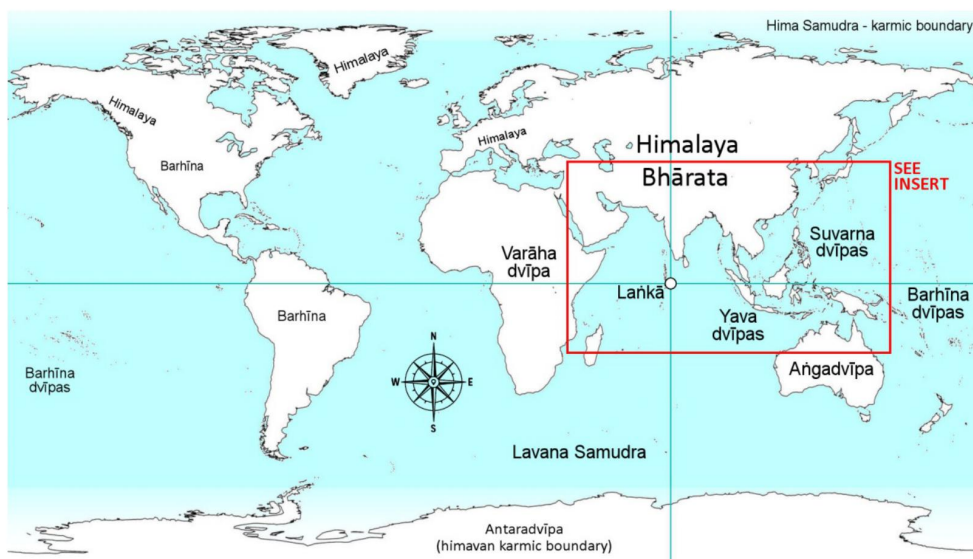 Hima Samudra - karmic boundary
Himalaya
Himalaya
Himalaya
Himalaya
Barhīna
Bhārata
SEE
INSERT
Suvarna
dvīpas
Varāha
dvīpa
Laṅkā
Barhīna
dvīpas
Barhīna
Yava
dvīpas
Barhīna
dvīpas
Aṅgadvīpa
N
W
E
S
Lavana Samudra
Antaradvīpa
(himavan karmic boundary)